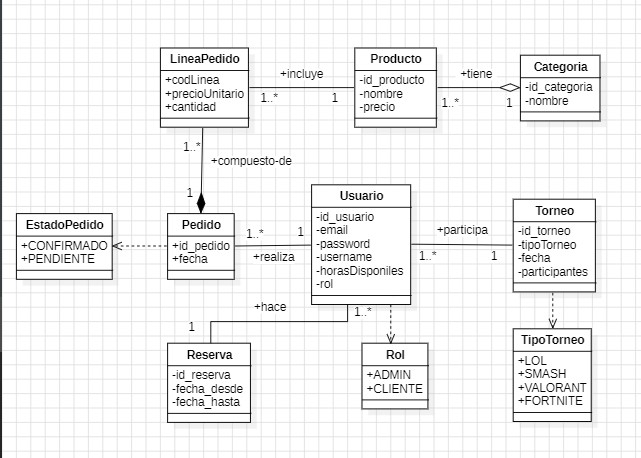 LineaPedido
+codLinea
+precioUnitario
+cantidad
+incluye
1..*
1
Producto
-id_producto
-nombre
-precio
+tiene
1..*
1
Categoria
-id_categoria
-nombre
1..*
+compuesto-de
1
EstadoPedido
+CONFIRMADO
+PENDIENTE
Pedido
+id_pedido
+fecha
1..*
1
+realiza
Usuario
-id_usuario
-email
-password
-username
-horasDisponiles
-rol
+participa
1..*
1
Torneo
-id_torneo
-tipoTorneo
-fecha
-participantes
+hace
1..*
1
Reserva
-id_reserva
-fecha_desde
-fecha_hasta
Rol
+ADMIN
+CLIENTE
TipoTorneo
+LOL
+SMASH
+VALORANT
+FORTNITE